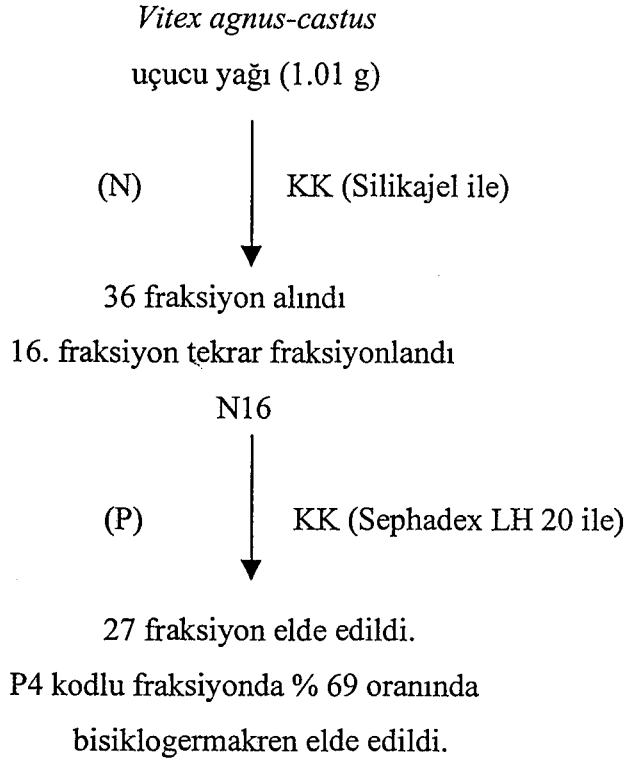 Vitex agnus-castus
uçucu yağı (1.01 g)
(N) KK (Silikajel ile)
36 fraksiyon alındı
16. fraksiyon tekrar fraksiyonlandı
N16
(P) KK (Sephadex LH 20 ile)
27 fraksiyon elde edildi.
P4 kodlu fraksiyonda % 69 oranında
bisiklogermakren elde edildi.